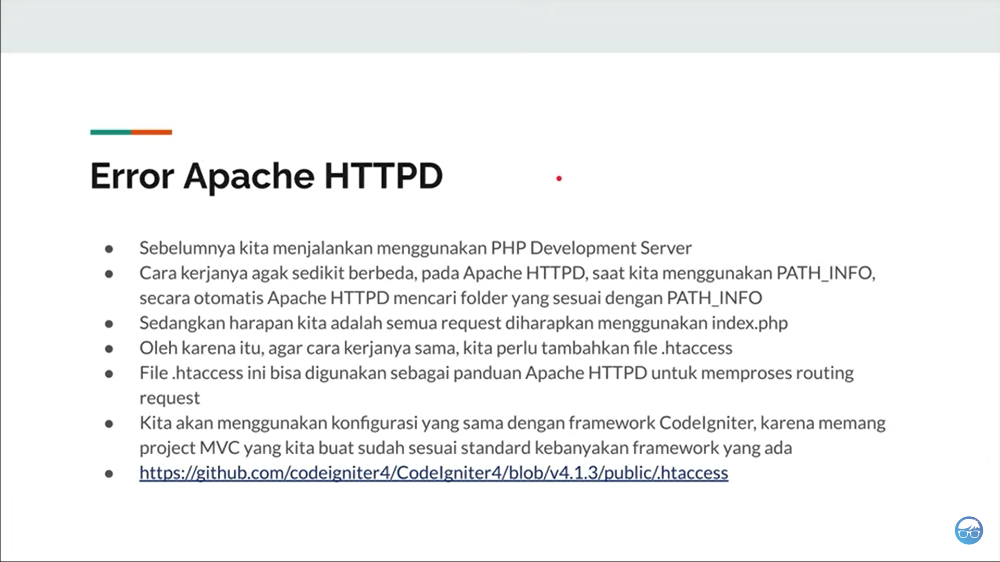 Error Apache HTTPD
● Sebelumnya kita menjalankan menggunakan PHP Development Server
● Cara kerjanya agak sedikit berbeda, pada Apache HTTPD, saat kita menggunakan PATH_INFO,
secara otomatis Apache HTTPD mencari folder yang sesuai dengan PATH_INFO
● Sedangkan harapan kita adalah semua request diharapkan menggunakan index.php
● Oleh karena itu, agar cara kerjanya sama, kita perlu tambahkan file .htaccess
● File .htaccess ini bisa digunakan sebagai panduan Apache HTTPD untuk memproses routing
request
● Kita akan menggunakan konfigurasi yang sama dengan framework CodeIgniter, karena memang
project MVC yang kita buat sudah sesuai standard kebanyakan framework yang ada
● https://github.com/codeigniter4/CodeIgniter4/blob/v4.1.3/public/.htaccess